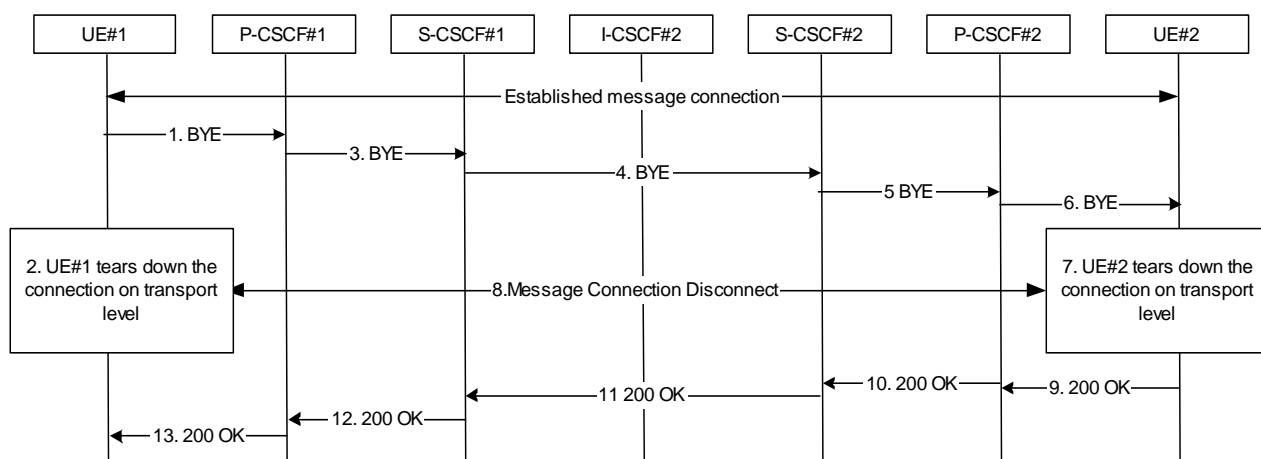 UE#1
P-CSCF#1
S-CSCF#1
I-CSCF#2
S-CSCF#2
P-CSCF#2
UE#2
Established message connection
1. BYE
3. BYE
4. BYE
5 BYE
6. BYE
2. UE#1 tears down the
connection on transport
level
8.Message Connection Disconnect
7. UE#2 tears down the
connection on transport
level
10. 200 OK
9. 200 OK
11 200 OK
12. 200 OK
13. 200 OK